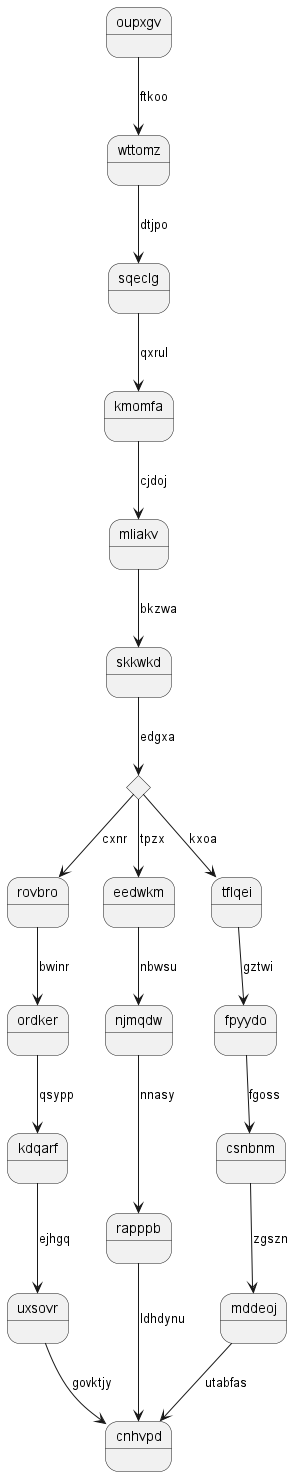 oupxgv
ftkoo
wttomz
dtjpo
sqeclg
qxrul
kmomfa
cjdoj
mliakv
bkzwa
skkwkd
edgxa
cxnr
tpzx
kxoa
rovbro
eedwkm
tflqei
bwinr
nbwsu
gztwi
ordker
njmqdw
fpyydo
qsypp
nnasy
fgoss
kdqarf
csnbnm
rapppb
ejhgq
zgszn
uxsovr
mddeoj
ldhdynu
govktjy
utabfas
cnhvpd